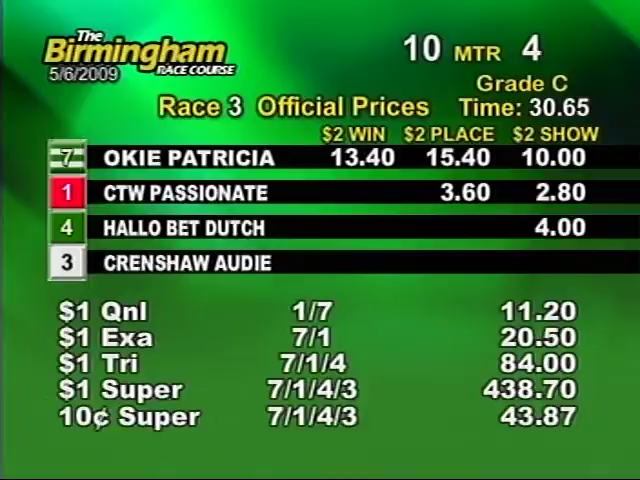 The
Birmingham
RACE COURSE
5/6/2009
10 MTR 4
Grade C
Race 3 Official Prices Time: 30.65
$2 WIN $2 PLACE $2 SHOW
7 OKIE PATRICIA 13.40 15.40 10.00
1 CTW PASSIONATE 3.60 2.80
4 HALLO BET DUTCH 4.00
3 CRENSHAW AUDIE
$1 Qnl 1/7 11.20
$1 Exa 7/1 20.50
$1 Tri 7/1/4 84.00
$1 Super 7/1/4/3 438.70
10¢ Super 7/1/4/3 43.87